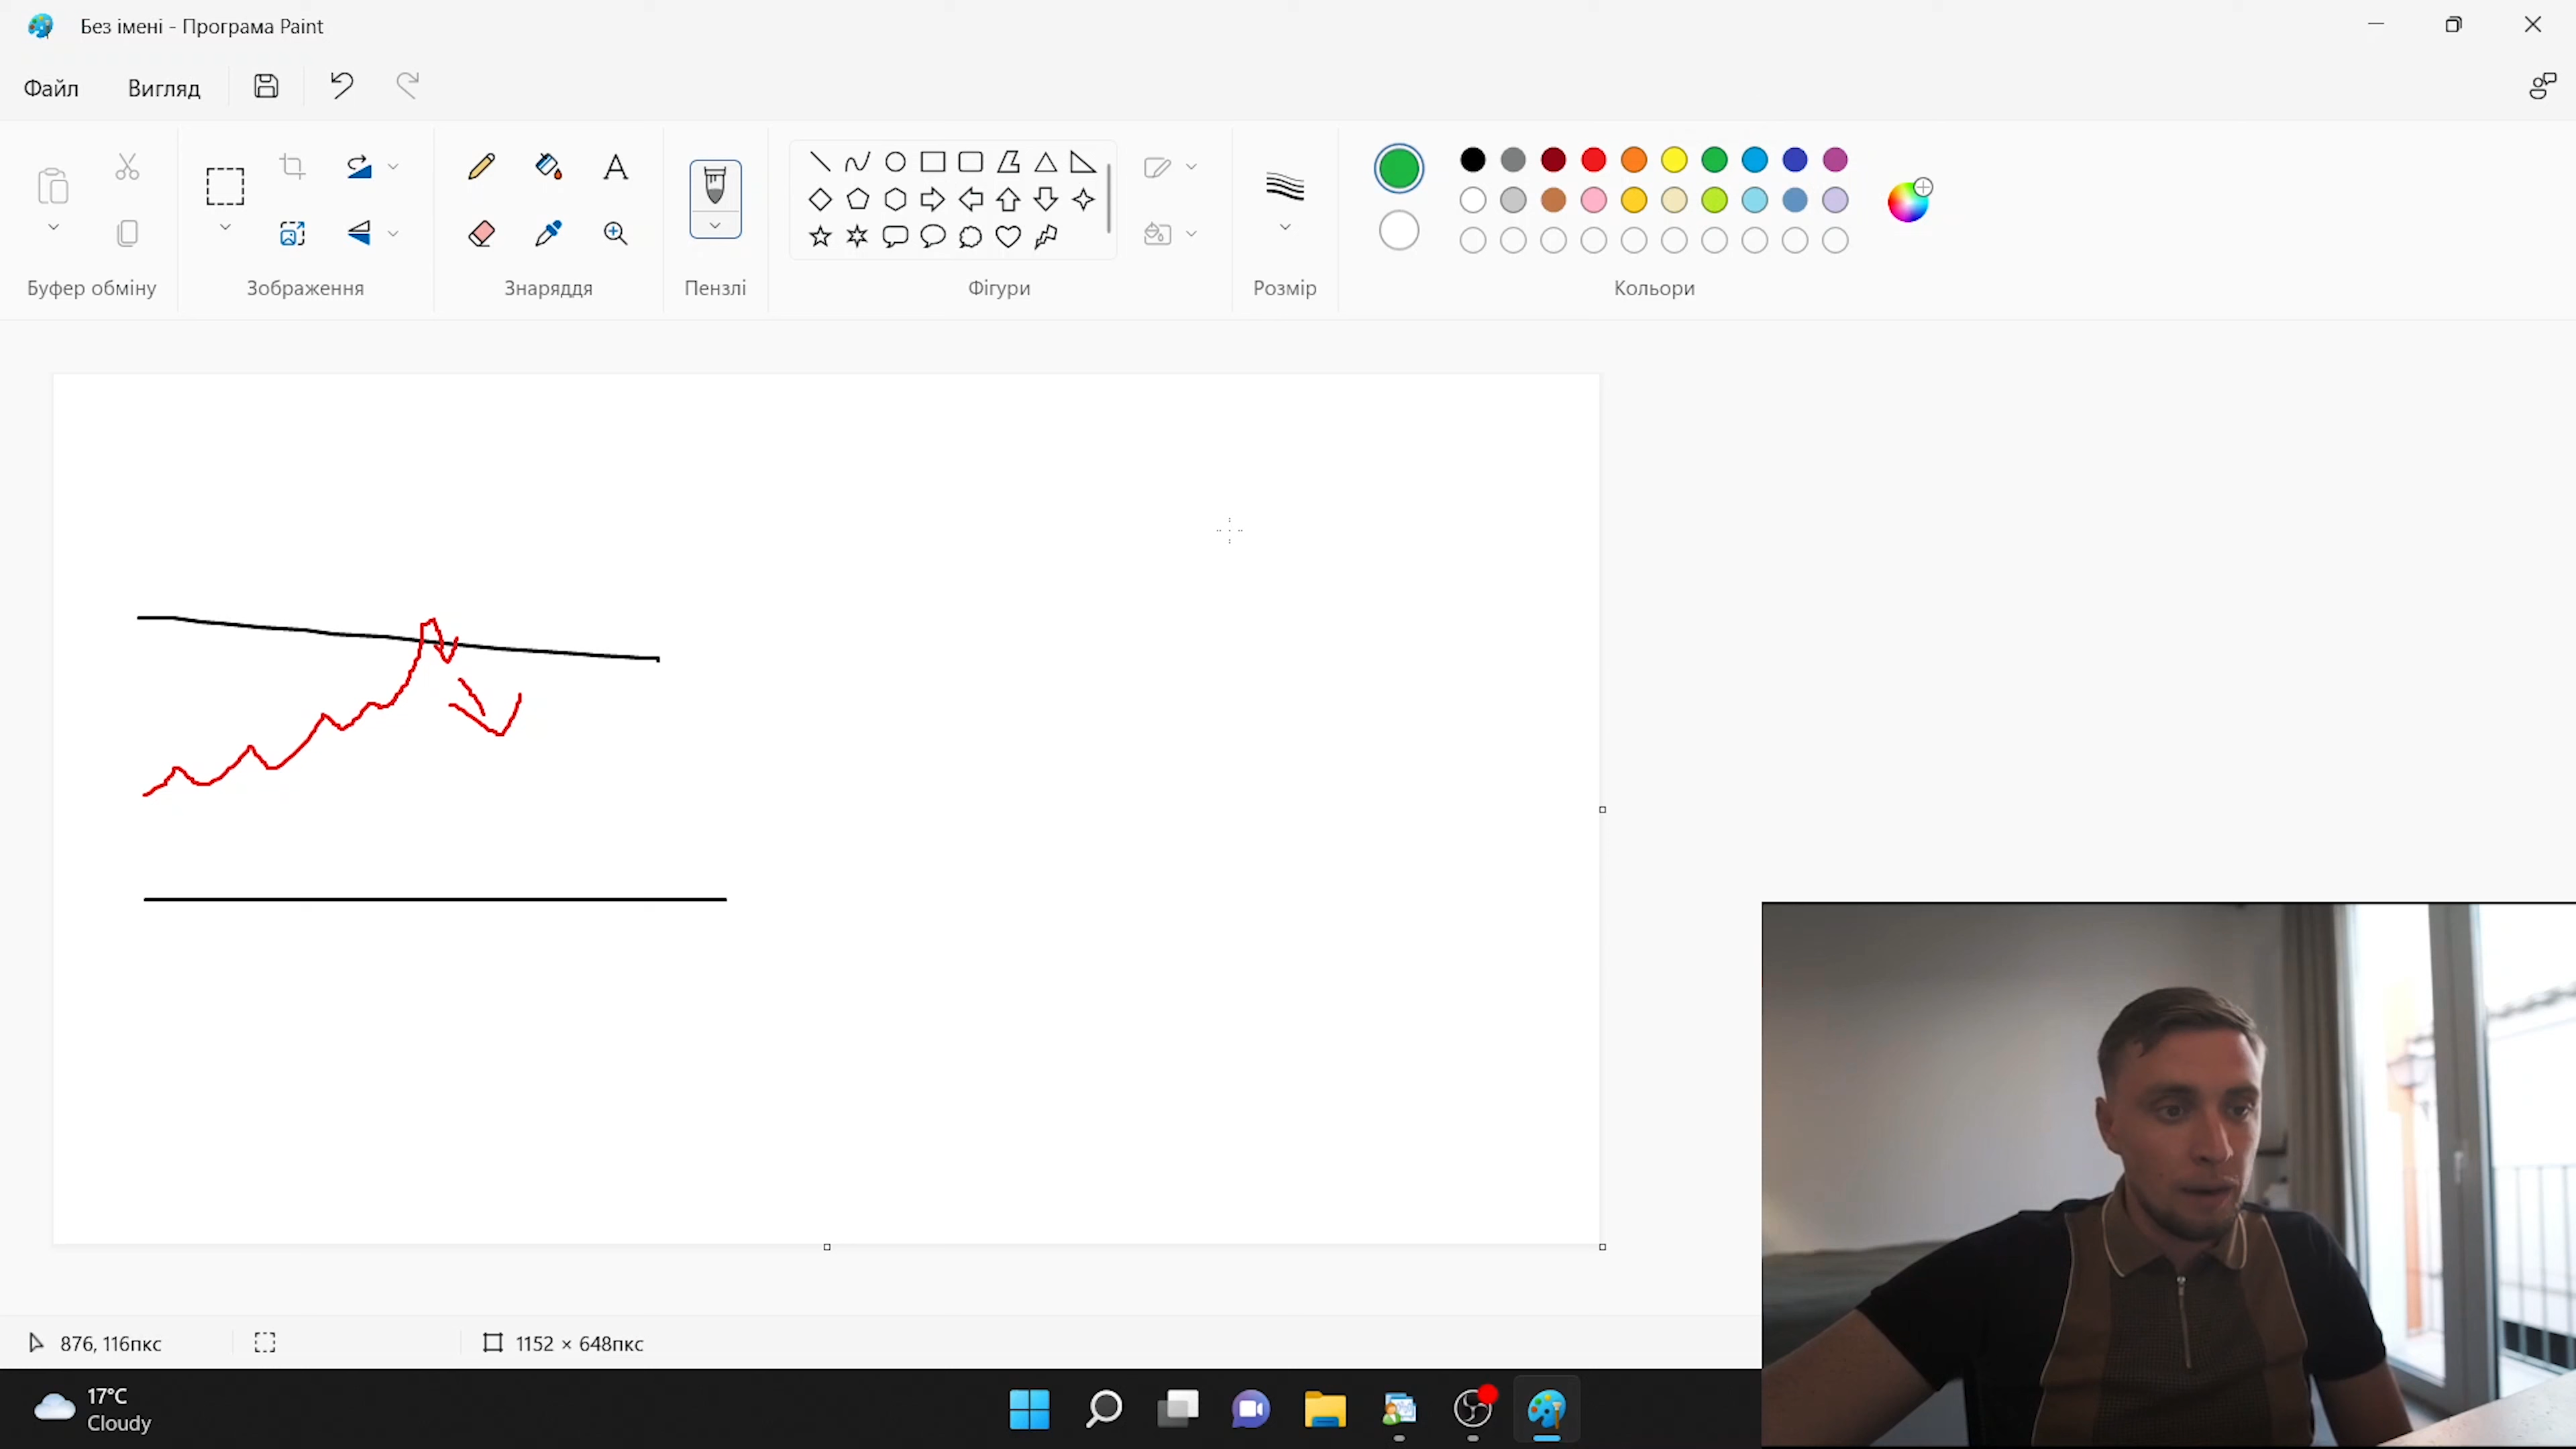 Без імені - Програма Paint
Файл Вигляд
Буфер обміну Зображення Знаряддя Пензлі Фігури Розмір Кольори
876, 116пкс 1152 × 648пкс
17°C
Cloudy